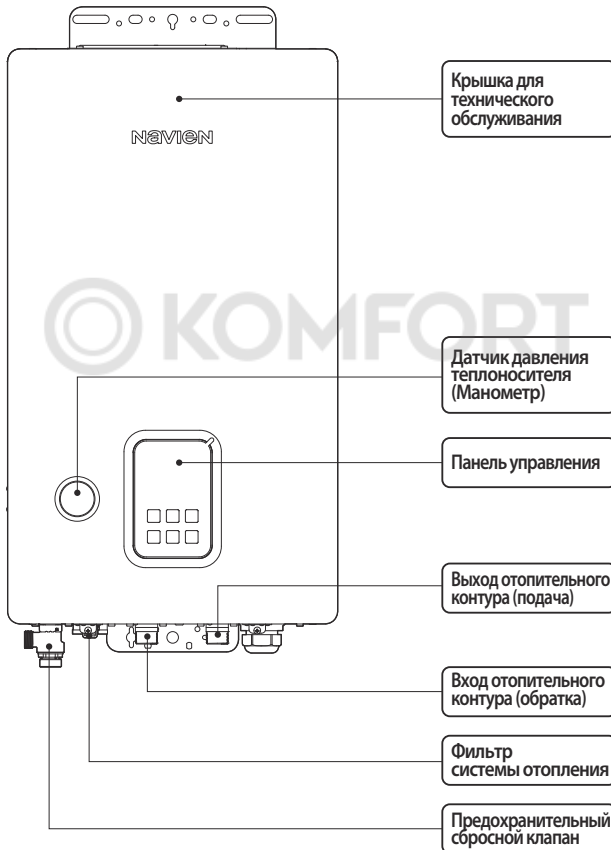 Крышка для
технического
обслуживания
NAVIEN
KOMFORT
Датчик давления
теплоносителя
(Манометр)
Панель управления
Выход отопительного
контура (подача)
Вход отопительного
контура (обратка)
Фильтр
системы отопления
Предохранительный
сбросной клапан